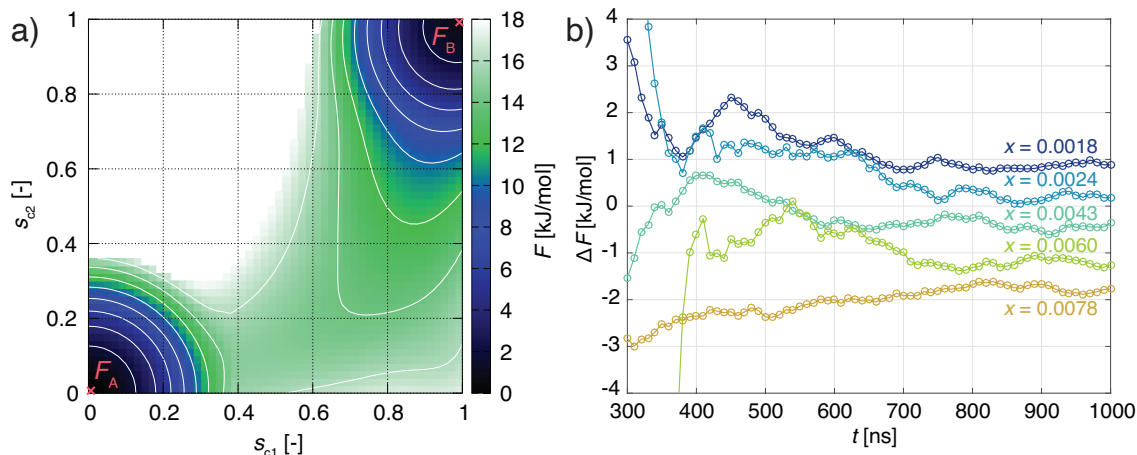 a)
F_B
F_A
1
0.8
0.6
0.4
0.2
0
0 0.2 0.4 0.6 0.8 1
s_c2 [-]
s_c1 [-]
18
16
14
12
10
8
6
4
2
0
F [kJ/mol]
b)
4
3
2
1
0
-1
-2
-3
-4
ΔF [kJ/mol]
x = 0.0018
x = 0.0024
x = 0.0043
x = 0.0060
x = 0.0078
300 400 500 600 700 800 900 1000
t [ns]